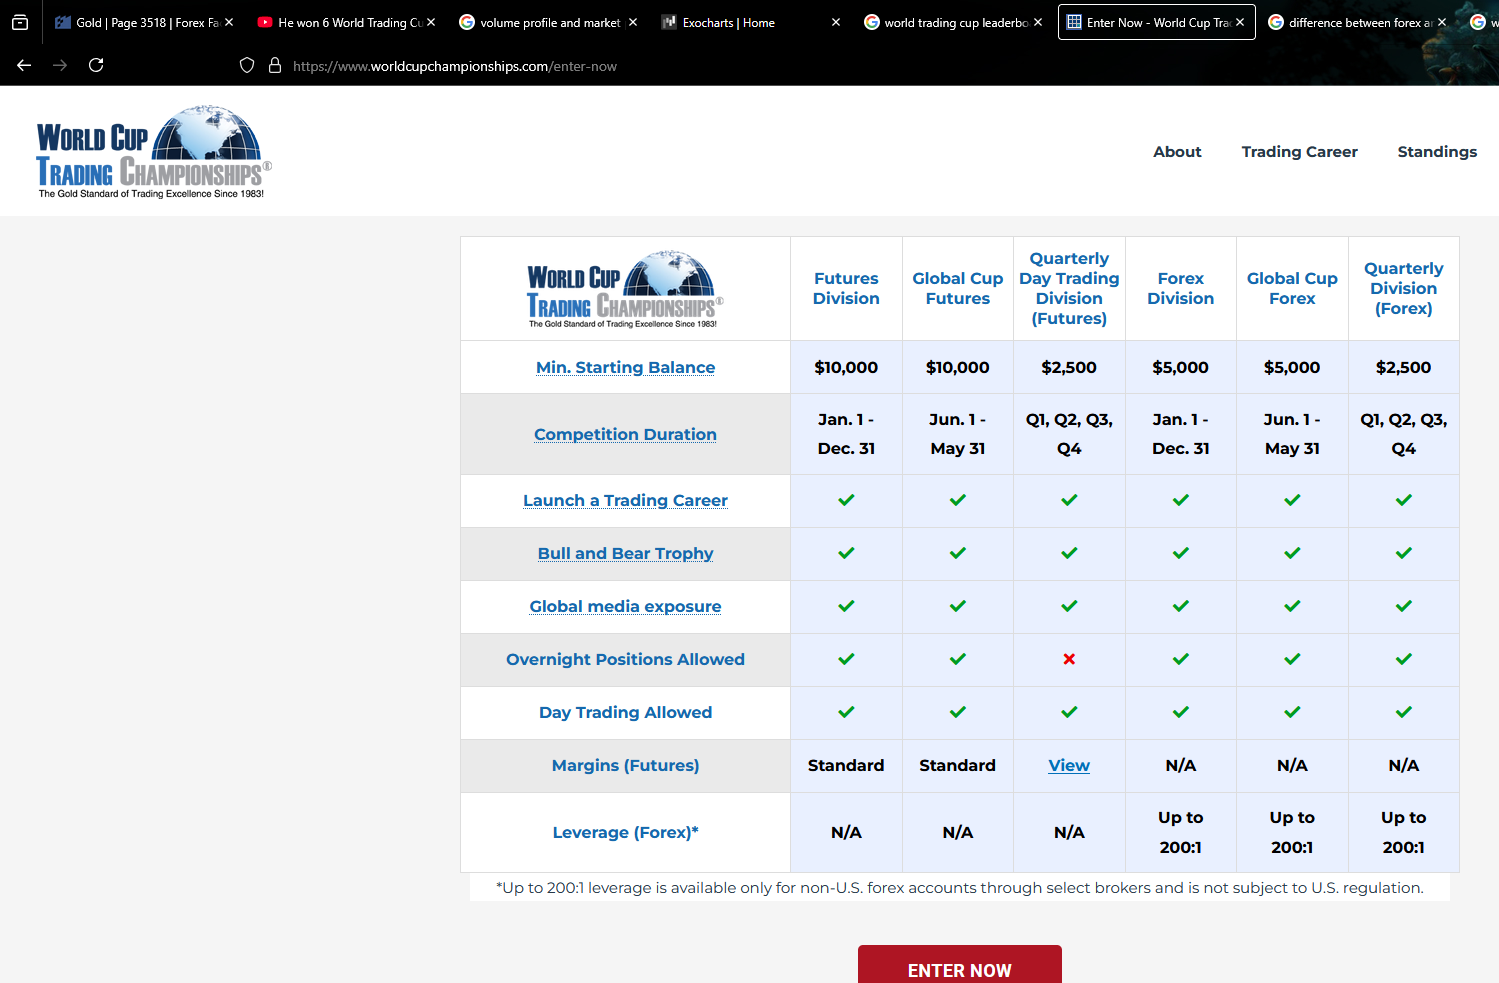 Gold | Page 3518 | Forex Fa
He won 6 World Trading Cu
volume profile and market
Exocharts | Home
world trading cup leaderbo
Enter Now - World Cup Tra
difference between forex a
w
https://www.worldcupchampionships.com/enter-now
WORLD CUP
TRADING CHAMPIONSHIPS®
The Gold Standard of Trading Excellence Since 1983!
About Trading Career Standings
WORLD CUP
TRADING CHAMPIONSHIPS®
The Gold Standard of Trading Excellence Since 1983!
Futures
Division
Global Cup
Futures
Quarterly
Day Trading
Division
(Futures)
Forex
Division
Global Cup
Forex
Quarterly
Division
(Forex)
Min. Starting Balance $10,000 $10,000 $2,500 $5,000 $5,000 $2,500
Competition Duration
Jan. 1 -
Dec. 31
Jun. 1 -
May 31
Q1, Q2, Q3,
Q4
Jan. 1 -
Dec. 31
Jun. 1 -
May 31
Q1, Q2, Q3,
Q4
Launch a Trading Career
Bull and Bear Trophy
Global media exposure
Overnight Positions Allowed
Day Trading Allowed
Margins (Futures) Standard Standard View N/A N/A N/A
Leverage (Forex)* N/A N/A N/A
Up to
200:1
Up to
200:1
Up to
200:1
*Up to 200:1 leverage is available only for non-U.S. forex accounts through select brokers and is not subject to U.S. regulation.
ENTER NOW